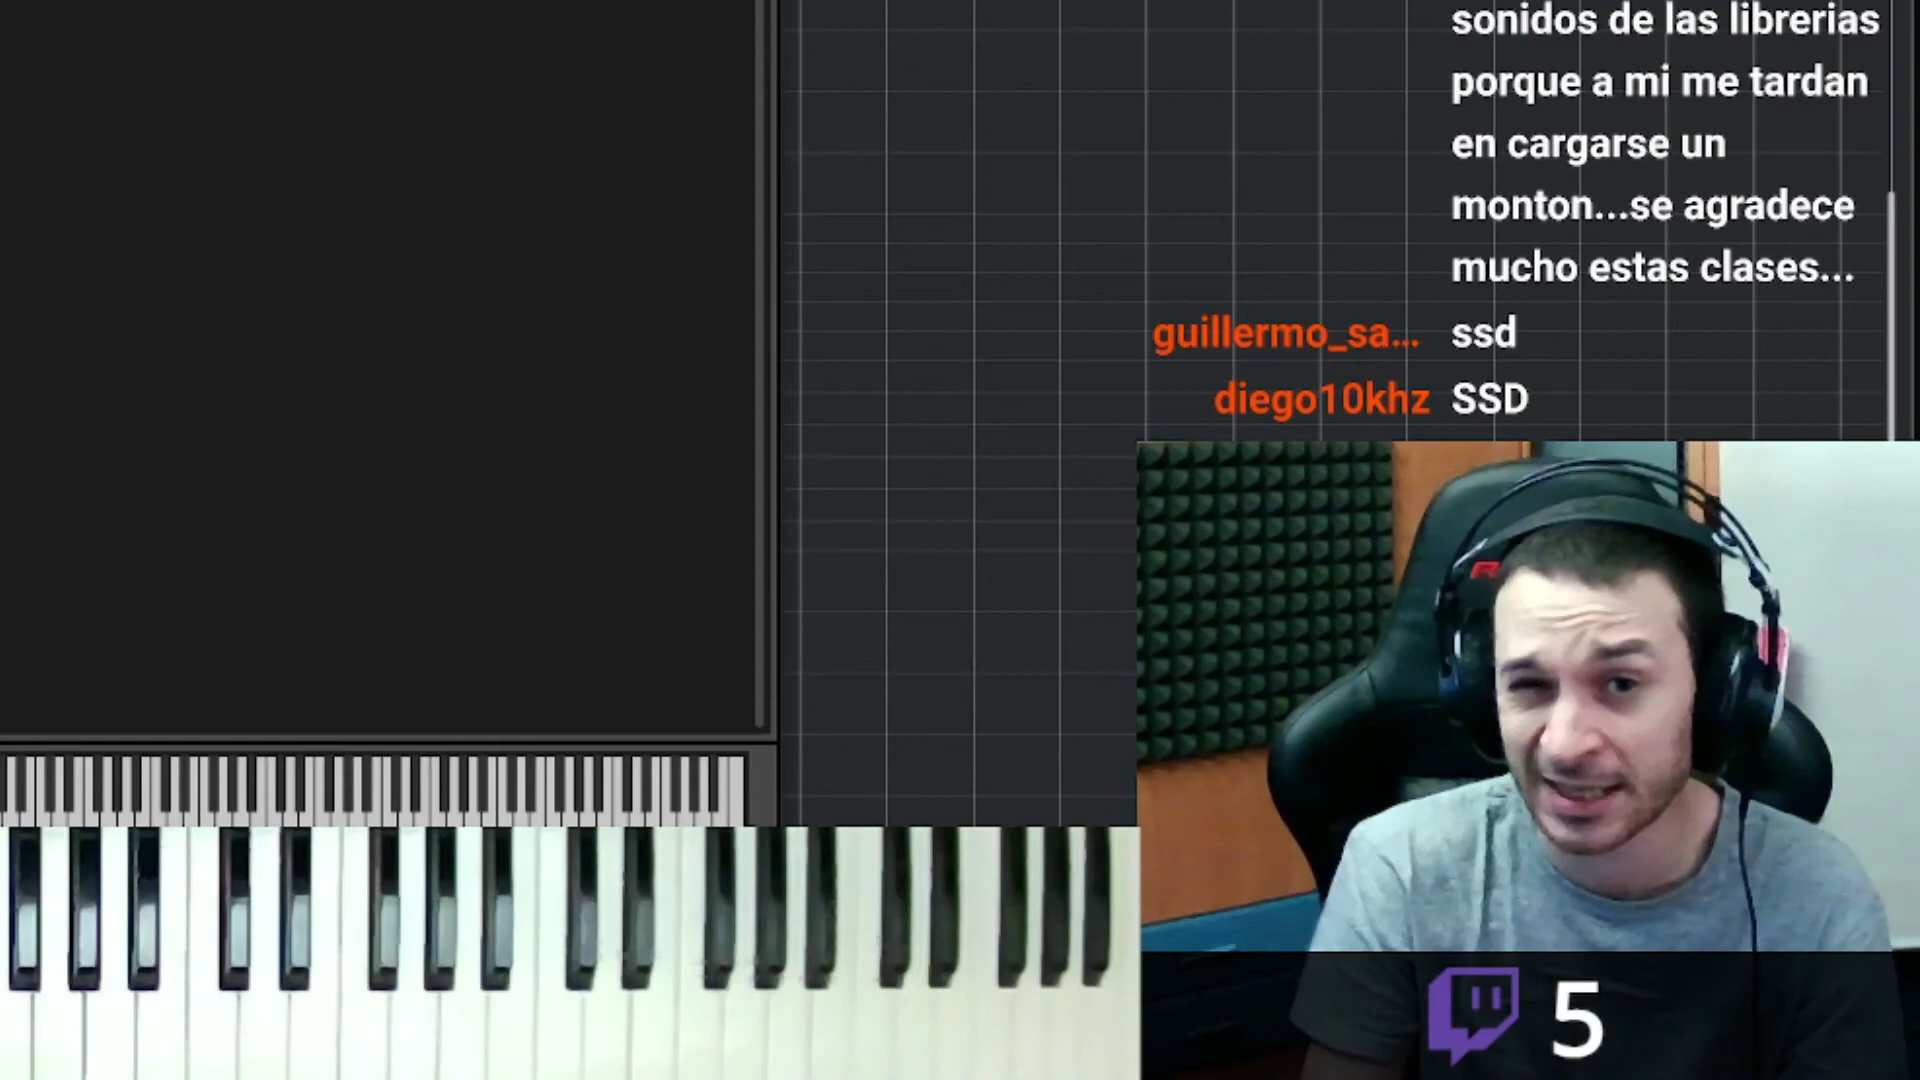 sonidos de las librerias
porque a mi me tardan
en cargarse un
monton...se agradece
mucho estas clases...
guillermo_sa... ssd
diego10khz SSD
5